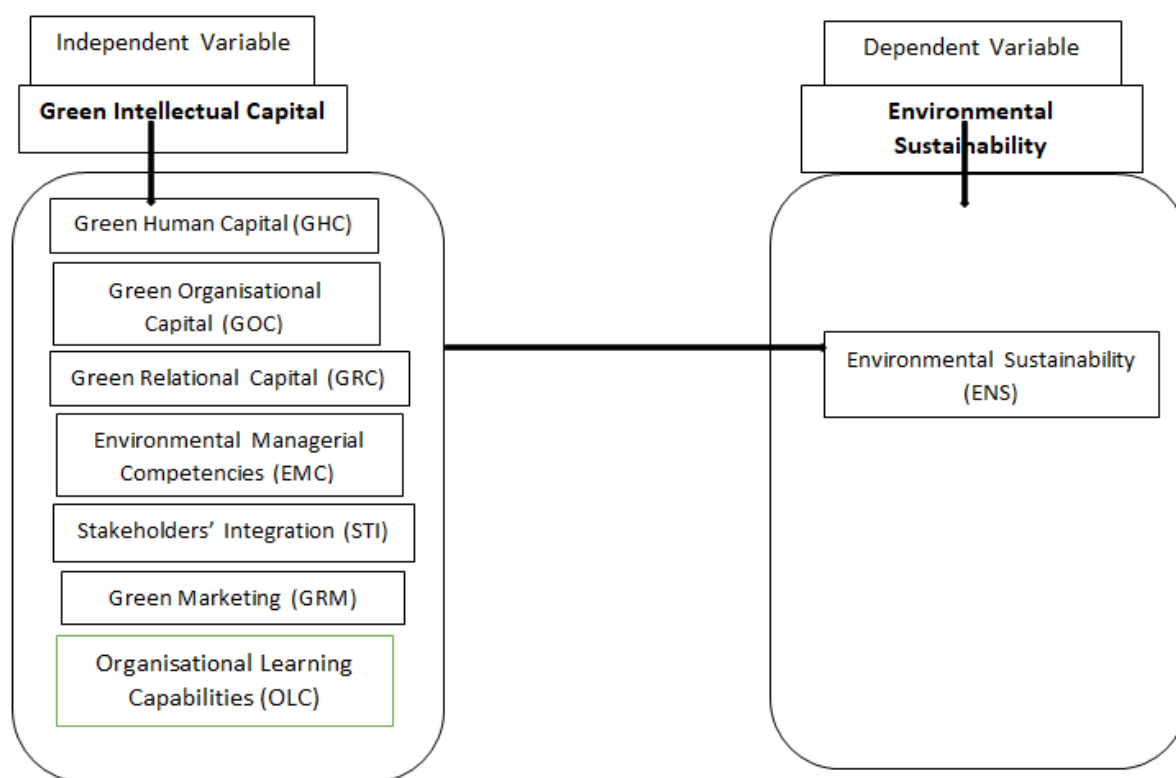 Independent Variable
Green Intellectual Capital
Green Human Capital (GHC)
Green Organisational
Capital (GOC)
Green Relational Capital (GRC)
Environmental Managerial
Competencies (EMC)
Stakeholders’ Integration (STI)
Green Marketing (GRM)
Organisational Learning
Capabilities (OLC)
Dependent Variable
Environmental
Sustainability
Environmental Sustainability
(ENS)